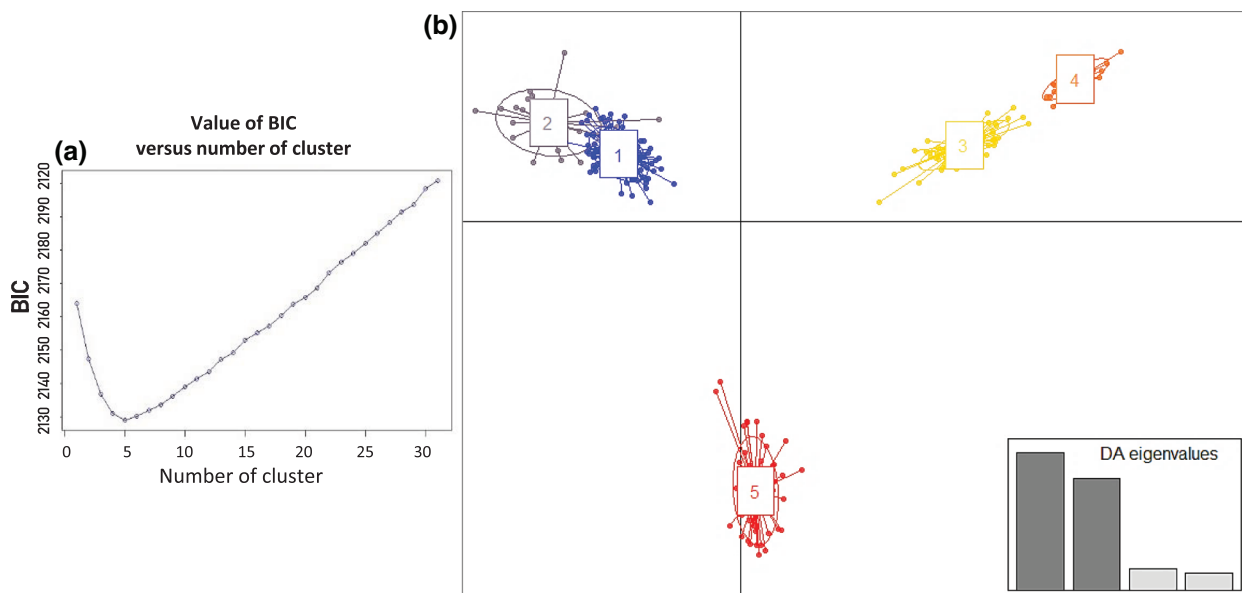 (a)
Value of BIC
versus number of cluster
BIC
2120
2190
2180
2170
2160
2150
2140
2130
0 5 10 15 20 25 30
Number of cluster
(b)
2
1
3
4
5
DA eigenvalues